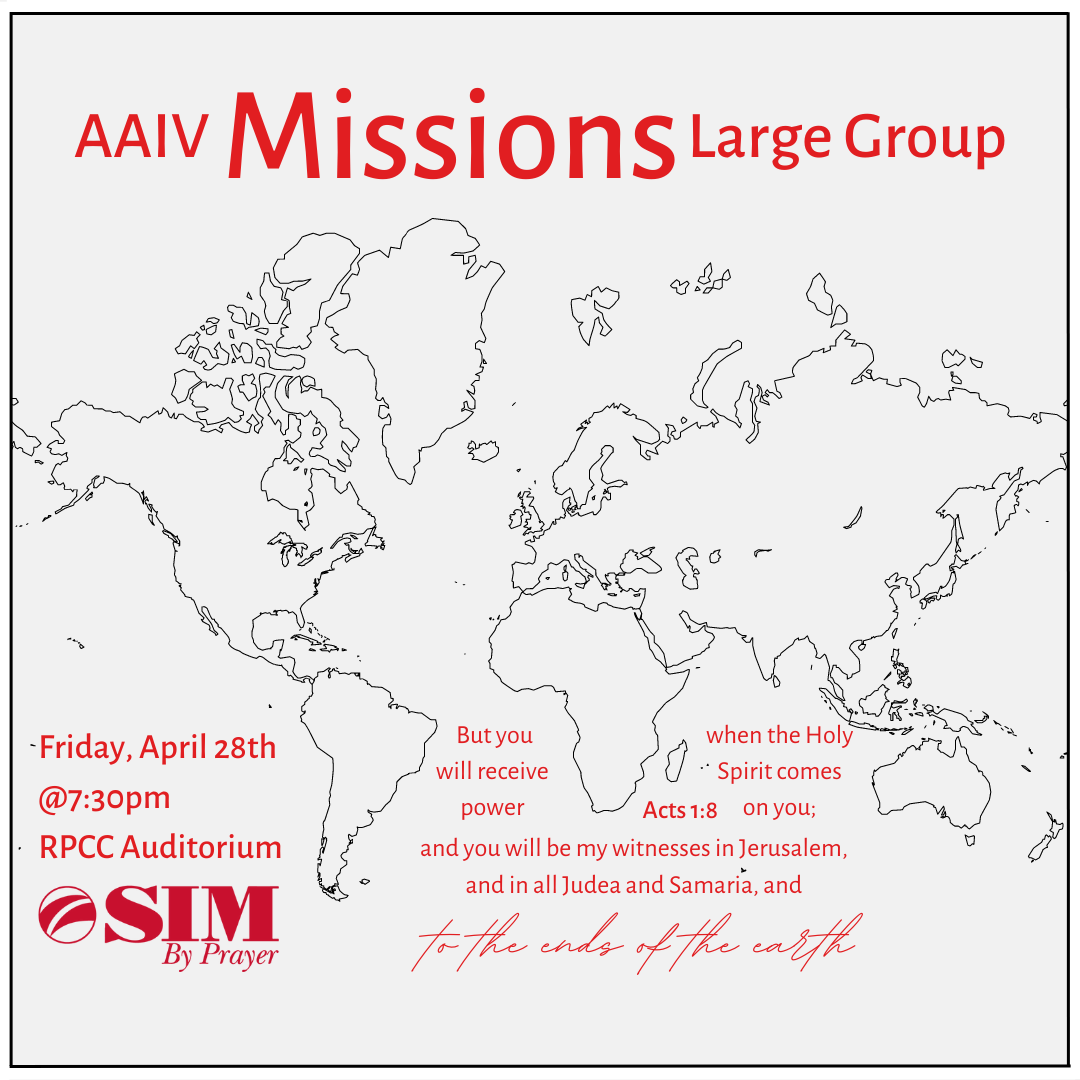 AAIV Missions Large Group
Friday, April 28th
@7:30pm
RPCC Auditorium
SIM
By Prayer
But you
will receive
power
when the Holy
Spirit comes
on you;
Acts 1:8
and you will be my witnesses in Jerusalem,
and in all Judea and Samaria, and
to the ends of the earth